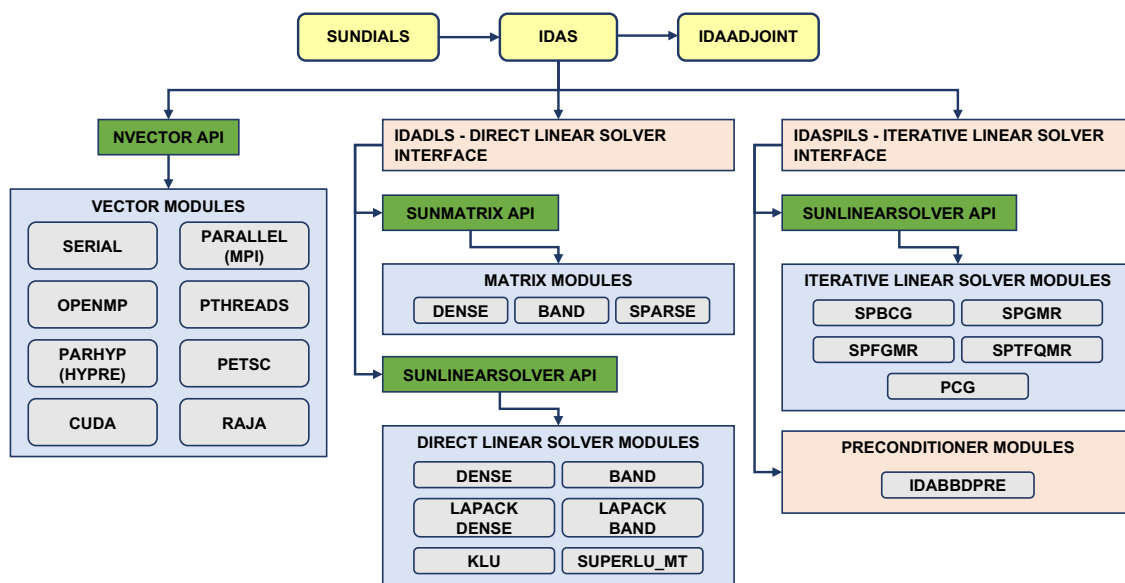 SUNDIALS
IDAS
IDAADJOINT
NVECTOR API
VECTOR MODULES
SERIAL
PARALLEL
(MPI)
OPENMP
PTHREADS
PARHYP
(HYPRE)
PETSC
CUDA
RAJA
IDADLS - DIRECT LINEAR SOLVER
INTERFACE
SUNMATRIX API
MATRIX MODULES
DENSE
BAND
SPARSE
SUNLINEARSOLVER API
DIRECT LINEAR SOLVER MODULES
DENSE
BAND
LAPACK
DENSE
LAPACK
BAND
KLU
SUPERLU_MT
IDASPILS - ITERATIVE LINEAR SOLVER
INTERFACE
SUNLINEARSOLVER API
ITERATIVE LINEAR SOLVER MODULES
SPBCG
SPGMR
SPFGMR
SPTFQMR
PCG
PRECONDITIONER MODULES
IDABBDPRE